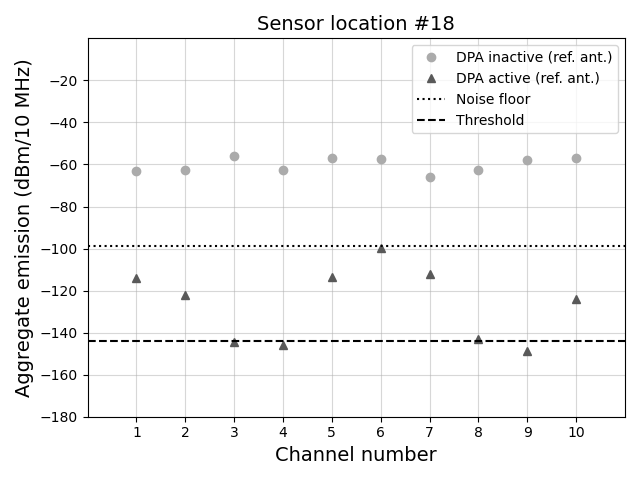 Sensor location #18
DPA inactive (ref. ant.)
DPA active (ref. ant.)
Noise floor
Threshold
Aggregate emission (dBm/10 MHz)
−20
−40
−60
−80
−100
−120
−140
−160
−180
1 2 3 4 5 6 7 8 9 10
Channel number